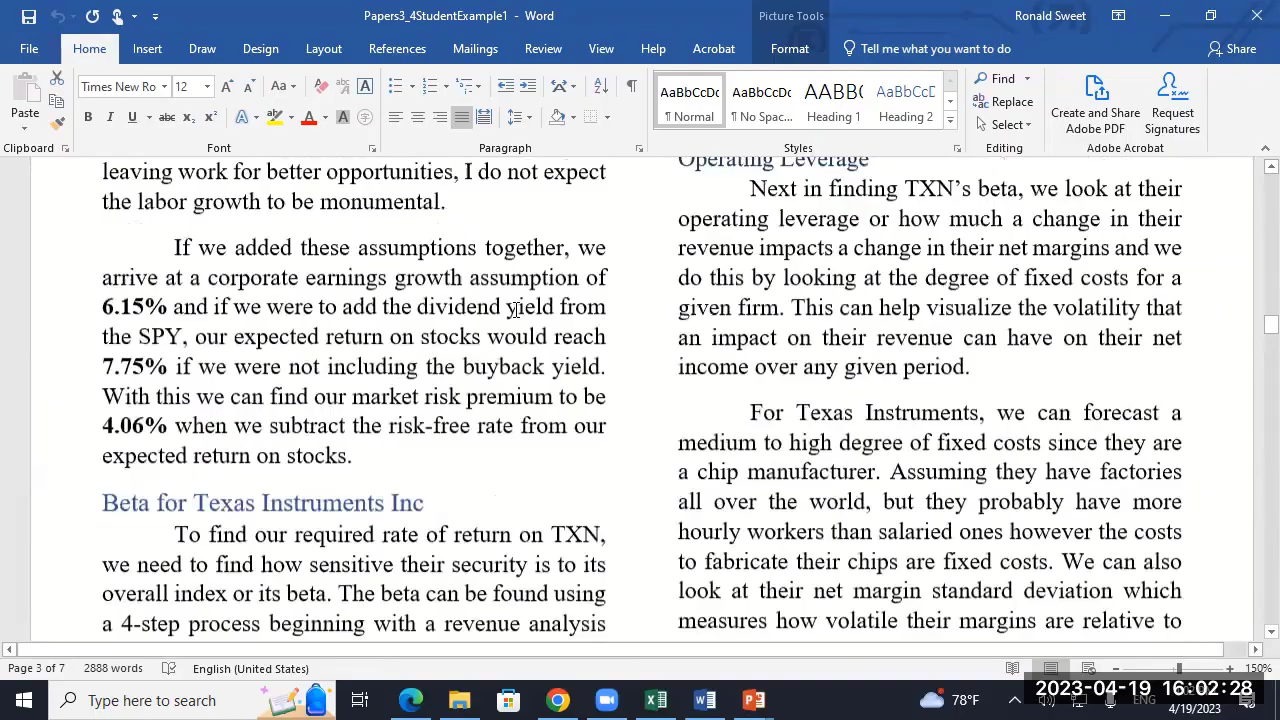 Papers3_4StudentExample1 - Word
Picture Tools
Ronald Sweet
File
Home
Insert
Draw
Design
Layout
References
Mailings
Review
View
Help
Acrobat
Format
Tell me what you want to do
Share
Paste
Clipboard
Times New Ro
12
Font
Paragraph
AaBbCcDc
¶ Normal
AaBbCcDc
¶ No Spac...
AABB(
Heading 1
AaBbCcE
Heading 2
Styles
Find
Replace
Select
Editing
Create and Share
Adobe PDF
Request
Signatures
Adobe Acrobat
leaving work for better opportunities, I do not expect
the labor growth to be monumental.
If we added these assumptions together, we
arrive at a corporate earnings growth assumption of
6.15% and if we were to add the dividend yield from
the SPY, our expected return on stocks would reach
7.75% if we were not including the buyback yield.
With this we can find our market risk premium to be
4.06% when we subtract the risk-free rate from our
expected return on stocks.
Beta for Texas Instruments Inc
To find our required rate of return on TXN,
we need to find how sensitive their security is to its
overall index or its beta. The beta can be found using
a 4-step process beginning with a revenue analysis
Operating Leverage
Next in finding TXN's beta, we look at their
operating leverage or how much a change in their
revenue impacts a change in their net margins and we
do this by looking at the degree of fixed costs for a
given firm. This can help visualize the volatility that
an impact on their revenue can have on their net
income over any given period.
For Texas Instruments, we can forecast a
medium to high degree of fixed costs since they are
a chip manufacturer. Assuming they have factories
all over the world, but they probably have more
hourly workers than salaried ones however the costs
to fabricate their chips are fixed costs. We can also
look at their net margin standard deviation which
measures how volatile their margins are relative to
Page 3 of 7
2888 words
English (United States)
150%
Type here to search
78°F
ENG
2023-04-19 16:02:28
4/19/2023